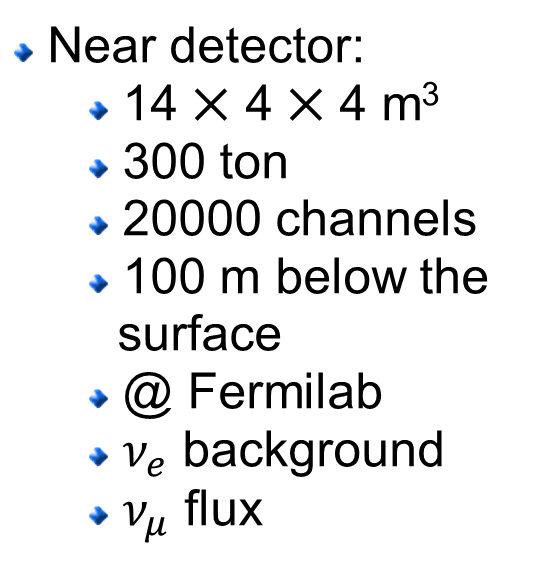 Near detector:
14 × 4 × 4 m³
300 ton
20000 channels
100 m below the
surface
@ Fermilab
νₑ background
ν_μ flux